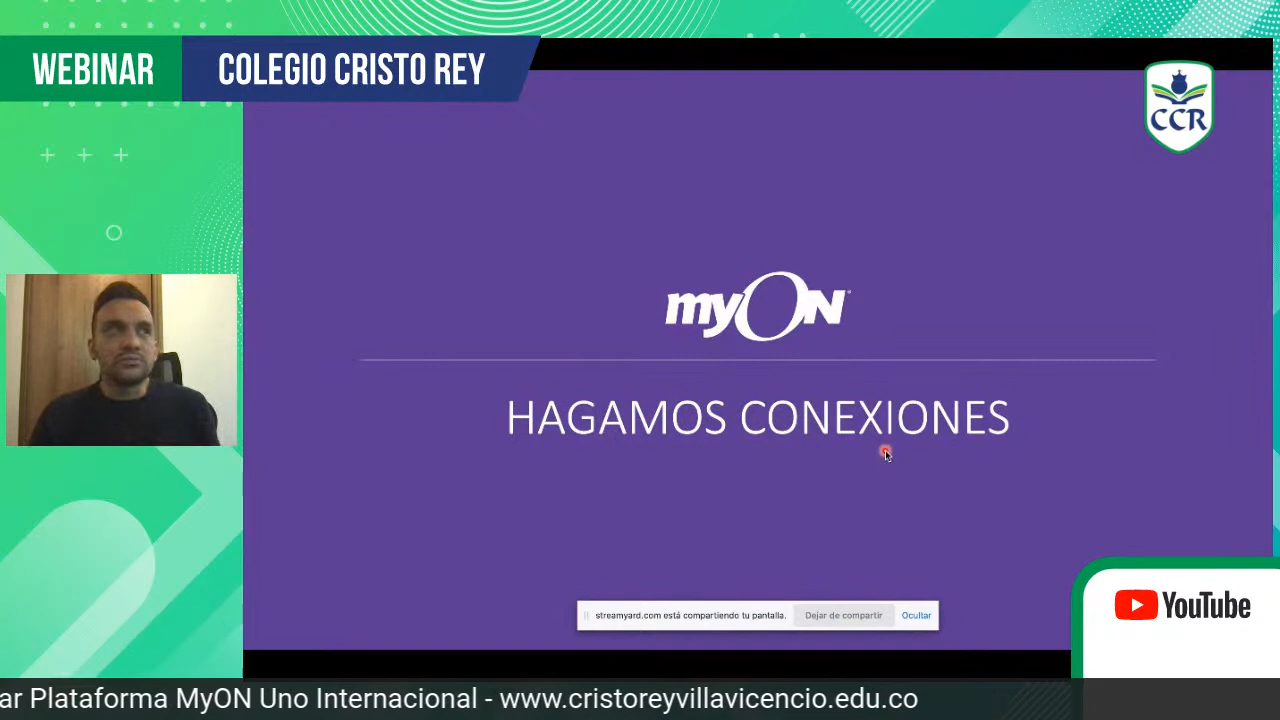 WEBINAR
COLEGIO CRISTO REY
CCR
myON
HAGAMOS CONEXIONES
streamyard.com está compartiendo tu pantalla. Dejar de compartir Ocultar
YouTube
ar Plataforma MyON Uno Internacional - www.cristoreyvillavicencio.edu.co